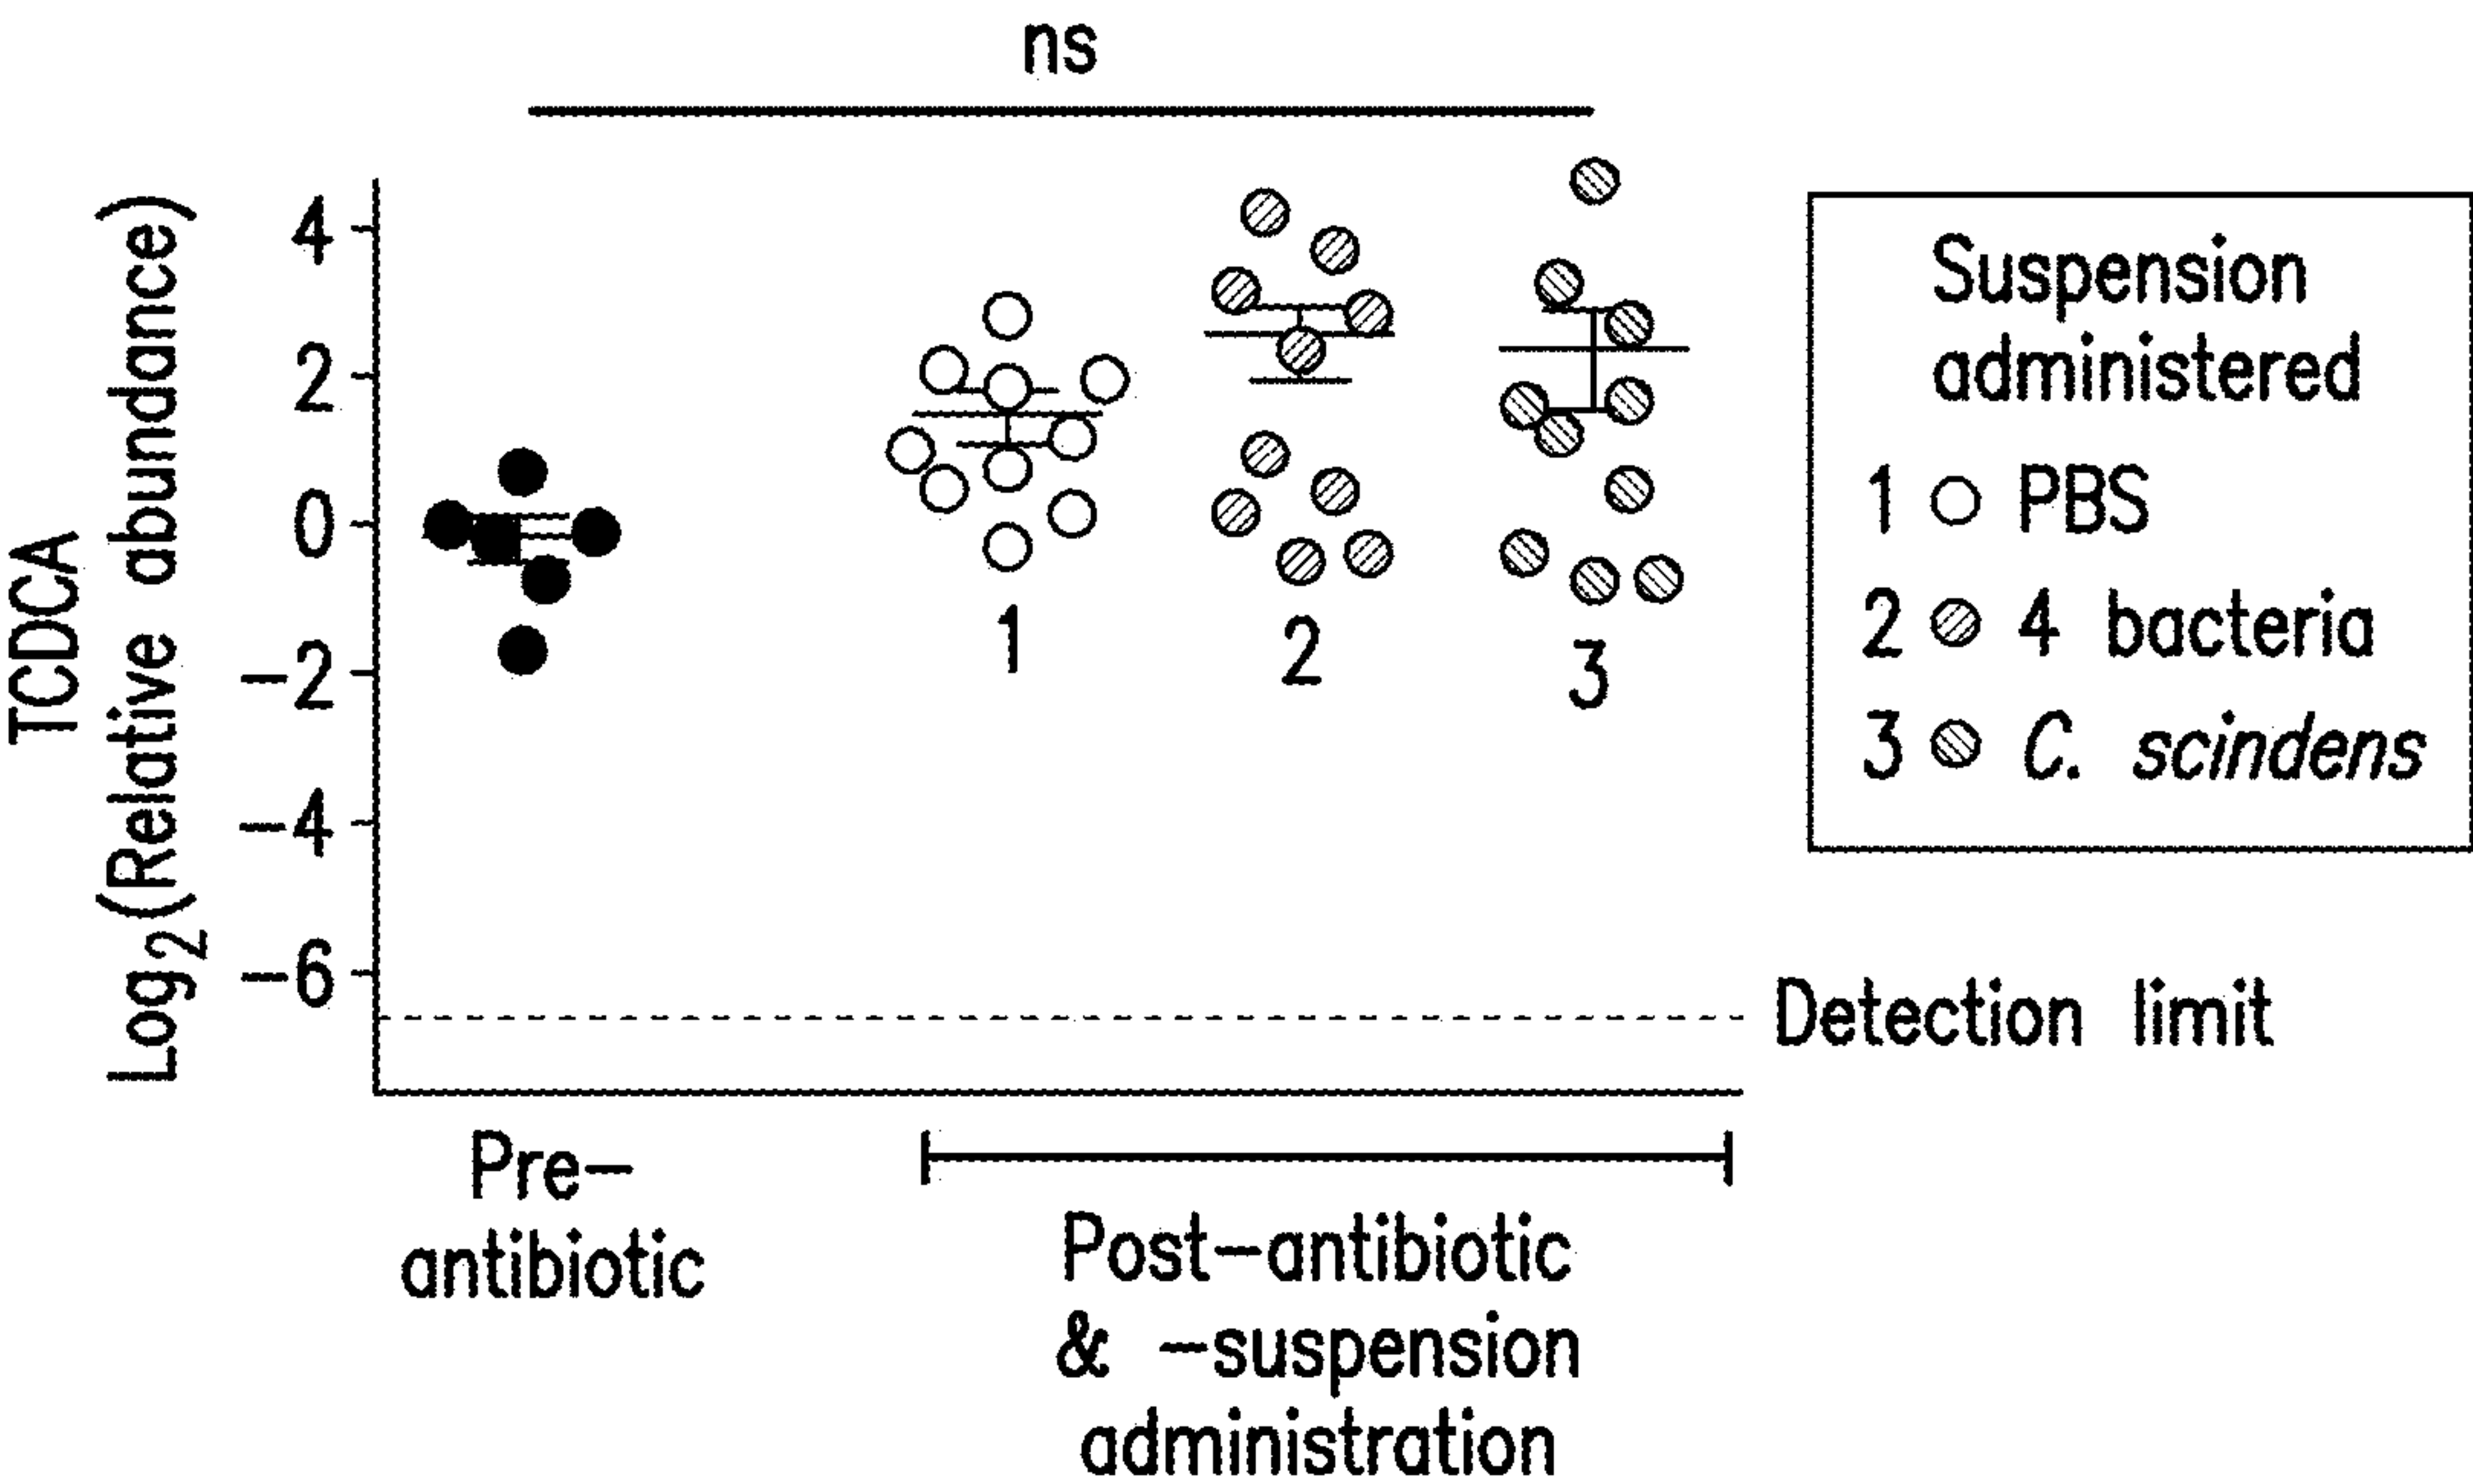 ns
TCDCA
Log2(Relative abundance)
4
2
0
−2
−4
−6
1
2
3
Suspension
administered
1 PBS
2 4 bacteria
3 C. scindens
Detection limit
Pre−
antibiotic
Post−antibiotic
& −suspension
administration